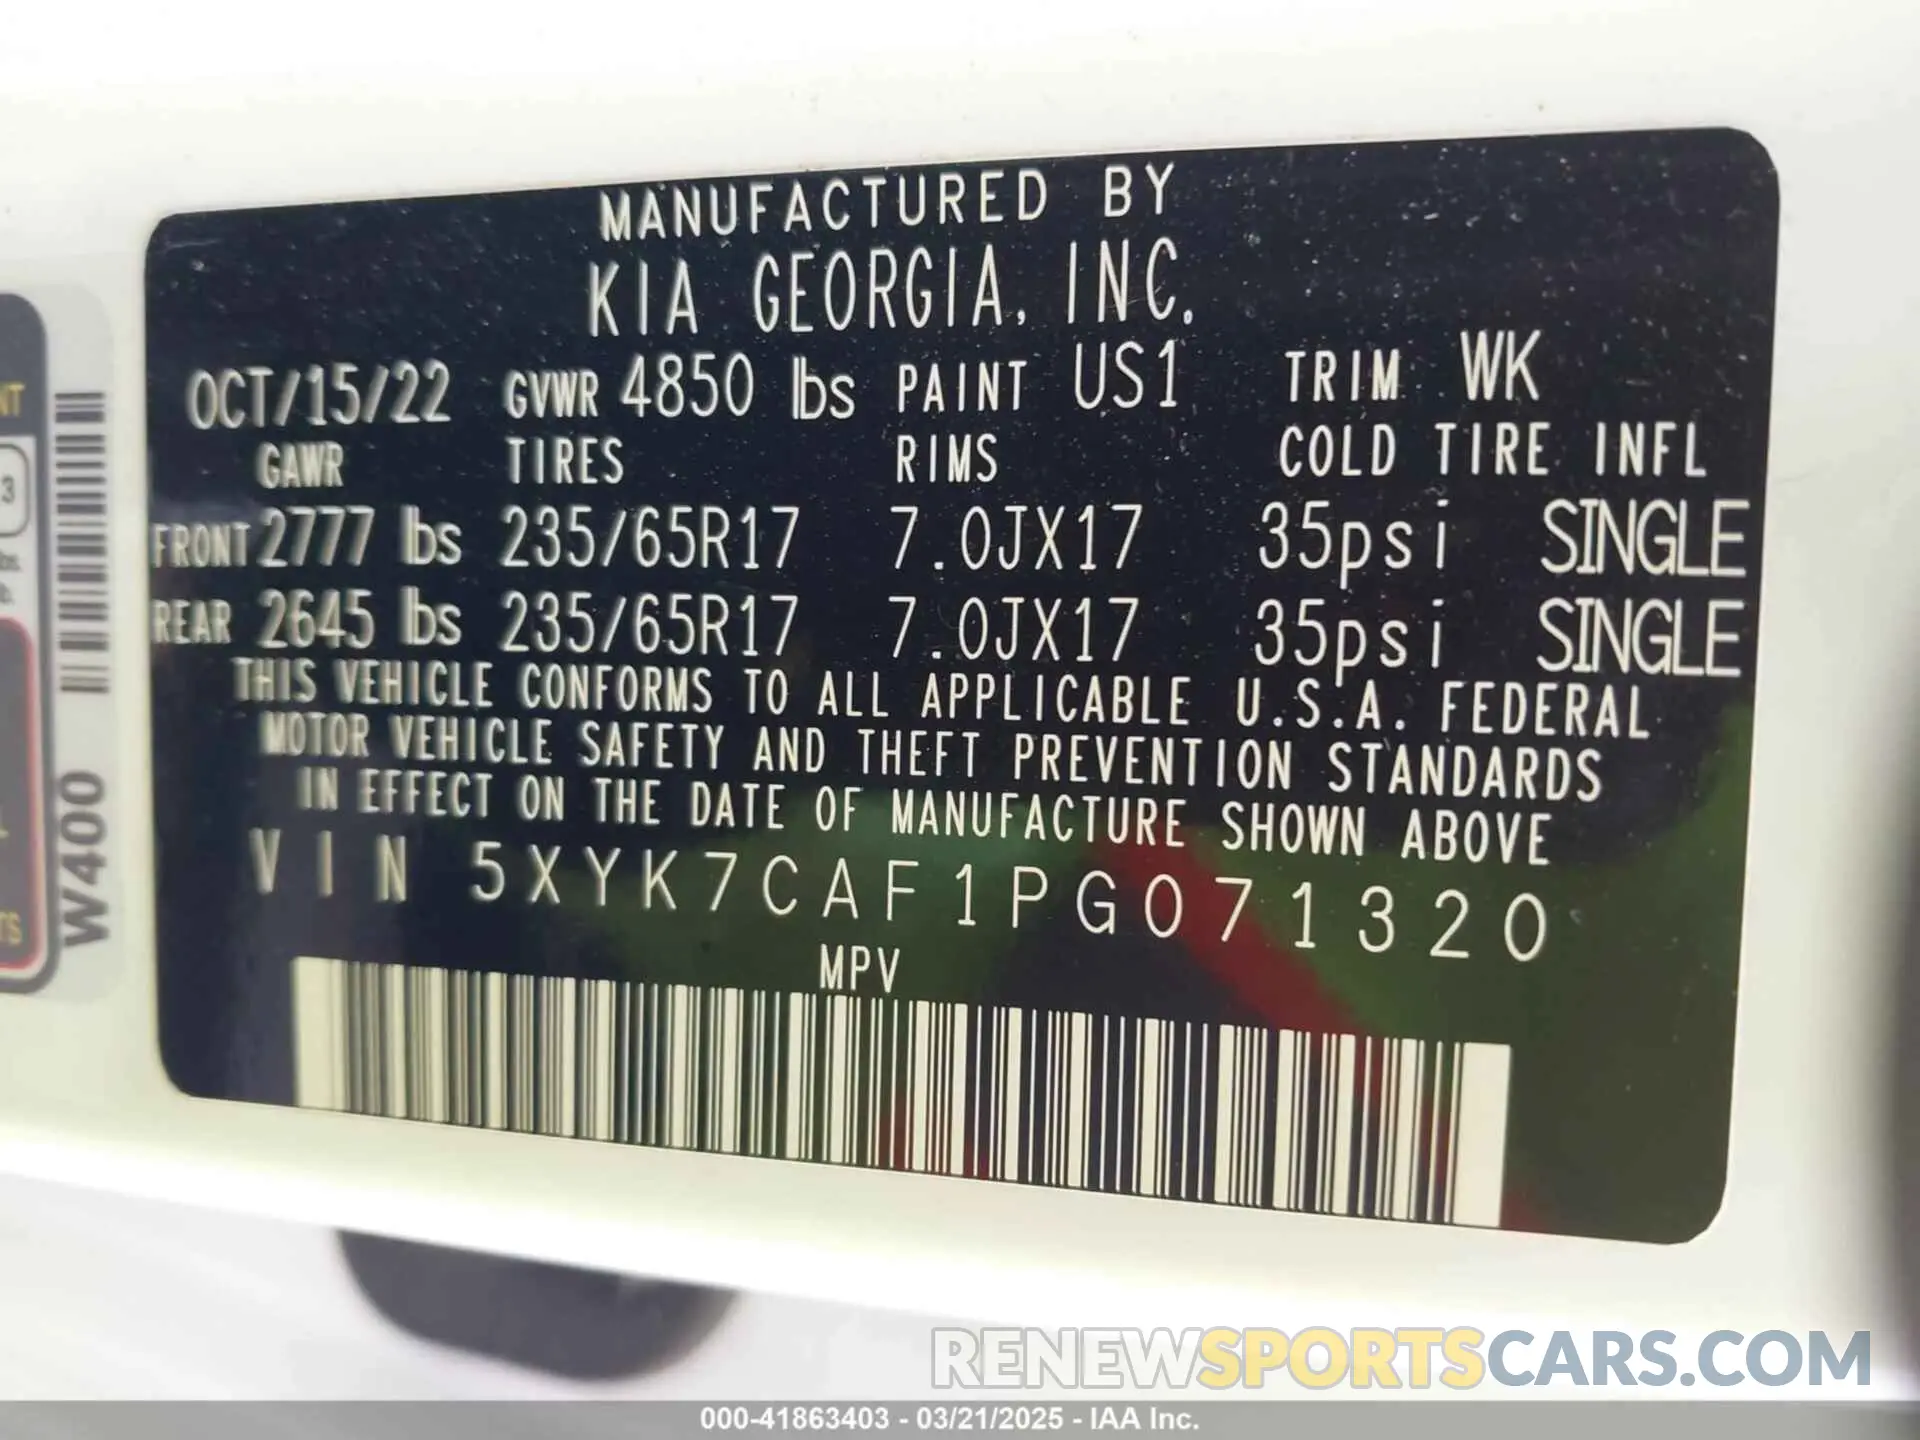 MANUFACTURED BY
KIA GEORGIA, INC.
OCT/15/22 GVWR 4850 lbs PAINT US1 TRIM WK
GAWR TIRES RIMS COLD TIRE INFL
FRONT 2777 lbs 235/65R17 7.0JX17 35psi SINGLE
REAR 2645 lbs 235/65R17 7.0JX17 35psi SINGLE
THIS VEHICLE CONFORMS TO ALL APPLICABLE U.S.A. FEDERAL
MOTOR VEHICLE SAFETY AND THEFT PREVENTION STANDARDS
IN EFFECT ON THE DATE OF MANUFACTURE SHOWN ABOVE
VIN 5XYK7CAF1PG071320
MPV
W400
RENEWSPORTSCARS.COM
000-41863403 - 03/21/2025 - IAA Inc.